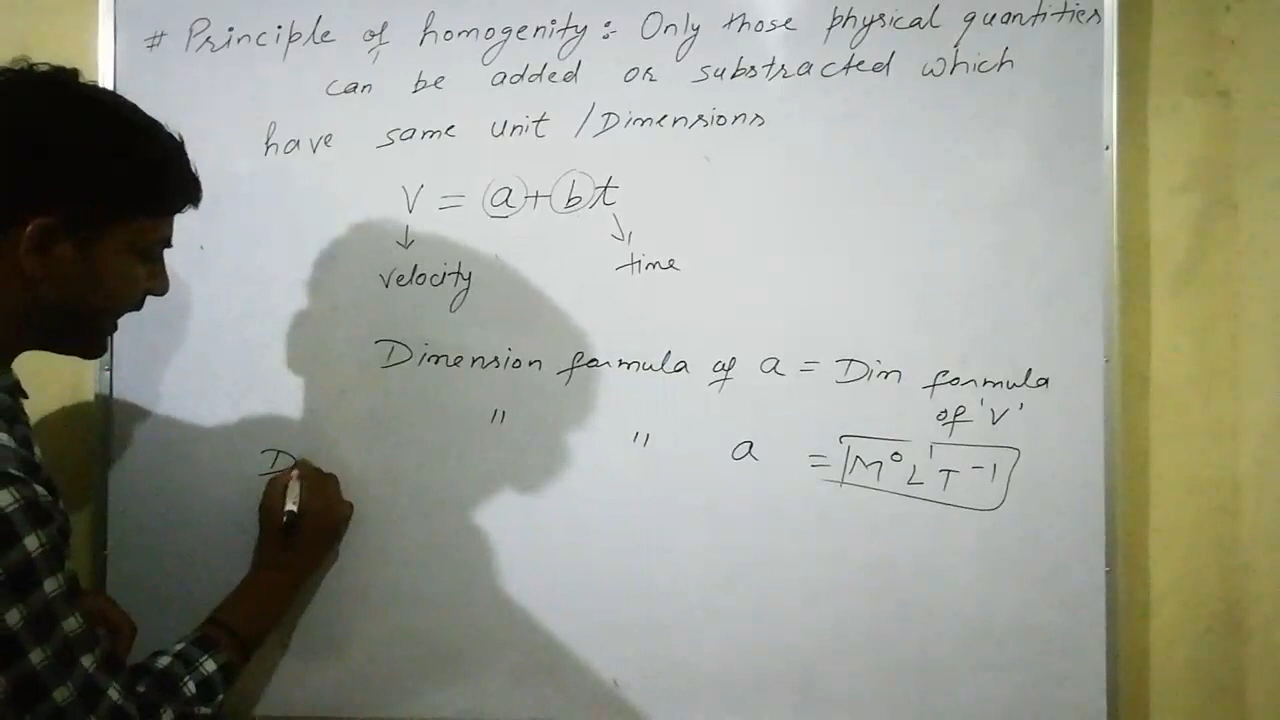 # Principle of homogenity : Only those physical quantities
can be added or substracted which
have same unit / Dimensions
V = a + bt
↓ ↘
velocity time
Dimension formula of a = Dim formula
of 'V'
" " a = M⁰L¹T⁻¹
D